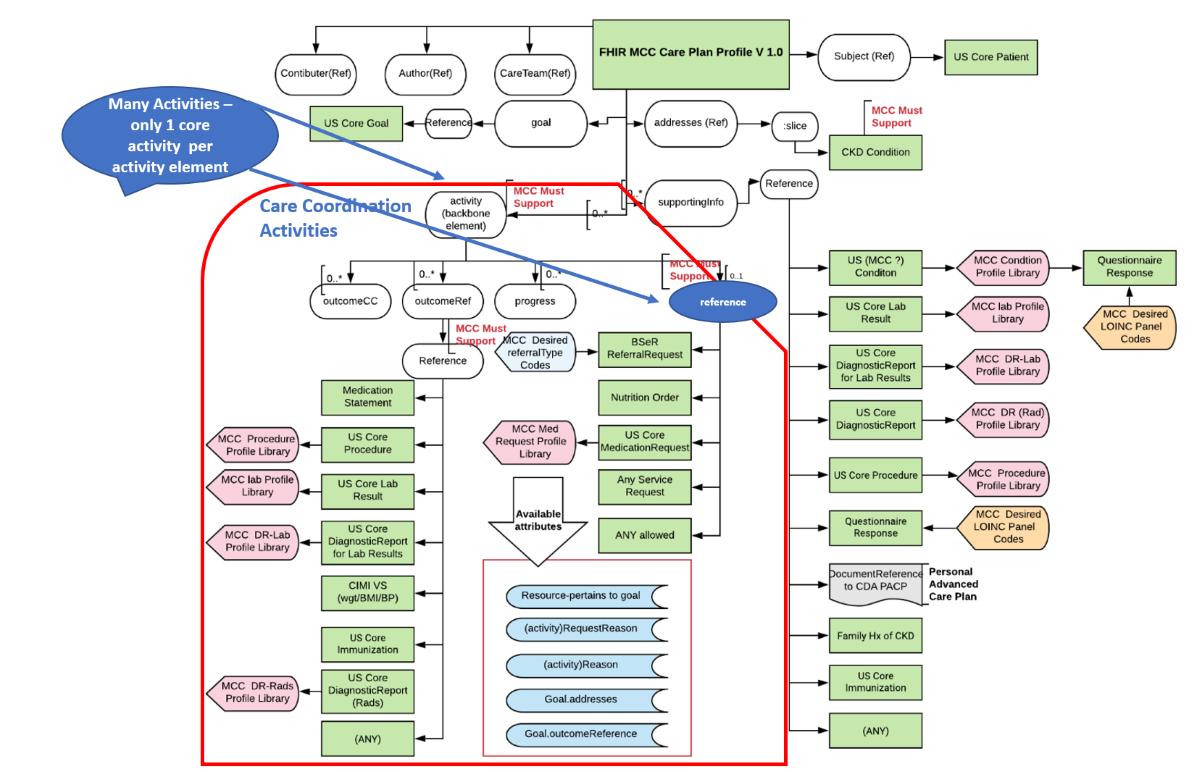 FHIR MCC Care Plan Profile V 1.0
Subject (Ref)
US Core Patient
Contibuter(Ref)
Author(Ref)
CareTeam(Ref)
Many Activities –
only 1 core
activity per
activity element
US Core Goal
Reference
goal
addresses (Ref)
:slice
MCC Must
Support
CKD Condition
Care Coordination
Activities
activity
(backbone
element)
MCC Must
Support
0..*
0..*
supportingInfo
Reference
0..*
outcomeCC
0..*
outcomeRef
0..*
progress
MCC Must
Support
0..1
reference
MCC Must
Support
Reference
MCC Desired
referralType
Codes
BSeR
ReferralRequest
Nutrition Order
MCC Med
Request Profile
Library
US Core
MedicationRequest
Any Service
Request
ANY allowed
Available
attributes
Resource-pertains to goal
(activity)RequestReason
(activity)Reason
Goal.addresses
Goal.outcomeReference
Medication
Statement
MCC Procedure
Profile Library
US Core
Procedure
MCC lab Profile
Library
US Core Lab
Result
MCC DR-Lab
Profile Library
US Core
DiagnosticReport
for Lab Results
CIMI VS
(wgt/BMI/BP)
US Core
Immunization
MCC DR-Rads
Profile Library
US Core
DiagnosticReport
(Rads)
(ANY)
US (MCC ?)
Conditon
MCC Condtion
Profile Library
Questionnaire
Response
MCC Desired
LOINC Panel
Codes
US Core Lab
Result
MCC lab Profile
Library
US Core
DiagnosticReport
for Lab Results
MCC DR-Lab
Profile Library
US Core
DiagnosticReport
MCC DR (Rad)
Profile Library
US Core Procedure
MCC Procedure
Profile Library
Questionnaire
Response
MCC Desired
LOINC Panel
Codes
DocumentReference
to CDA PACP
Personal
Advanced
Care Plan
Family Hx of CKD
US Core
Immunization
(ANY)